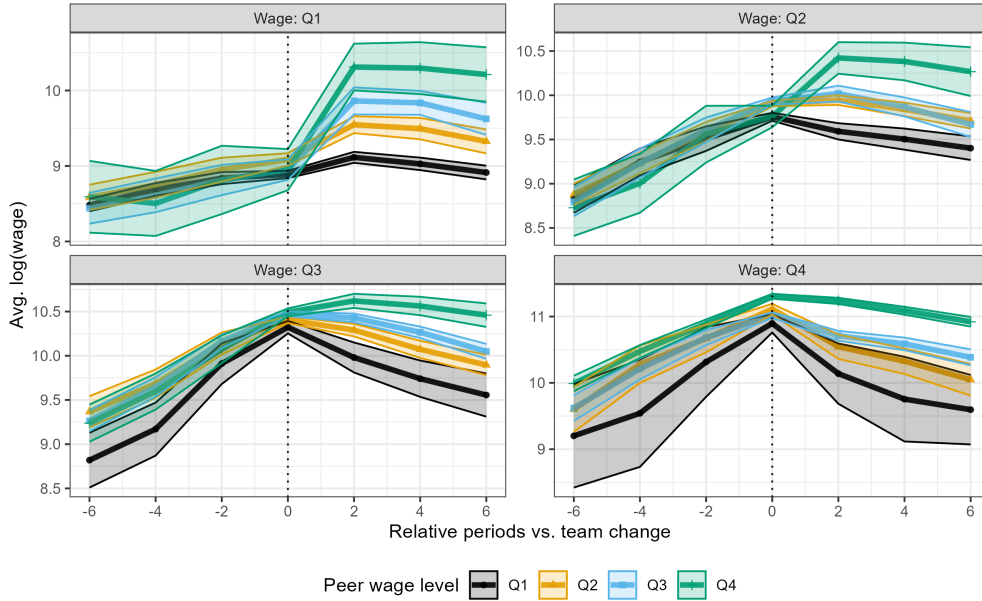 Wage: Q1
Wage: Q2
10
9
8
10.5
10.0
9.5
9.0
8.5
Avg. log(wage)
Wage: Q3
Wage: Q4
10.5
10.0
9.5
9.0
8.5
11
10
9
-6 -4 -2 0 2 4 6
-6 -4 -2 0 2 4 6
Relative periods vs. team change
Peer wage level Q1 Q2 Q3 Q4